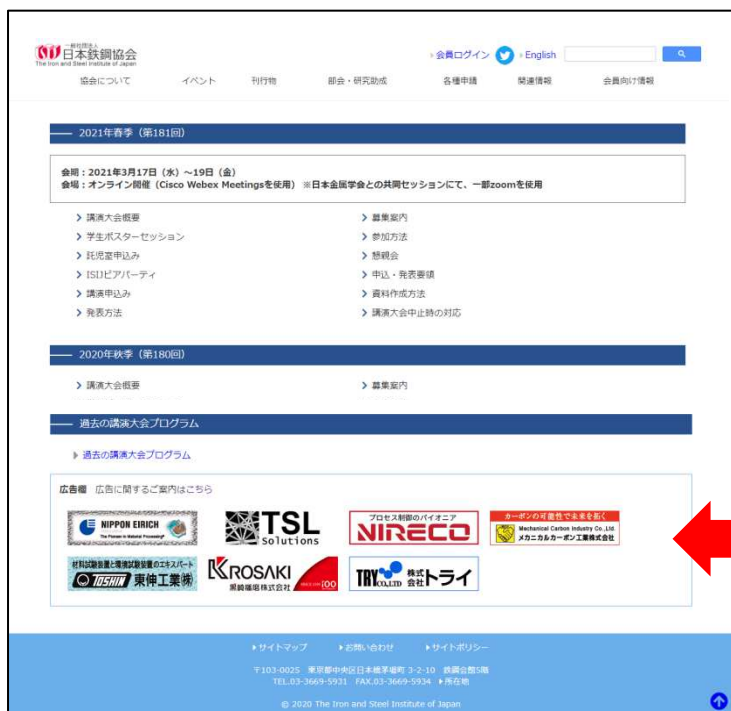 一般社団法人
日本鉄鋼協会
The Iron and Steel Institute of Japan
会員ログイン English
協会について イベント 刊行物 部会・研究助成 各種申請 関連情報 会員向け情報
2021年春季（第181回）
会期：2021年3月17日（水）～19日（金）
会場：オンライン開催（Cisco Webex Meetingsを使用） ※日本金属学会との共同セッションにて、一部zoomを使用
講演大会概要 募集案内
学生ポスターセッション 参加方法
託児室申込み 懇親会
ISIJビアパーティ 申込・発表要領
講演申込み 資料作成方法
発表方法 講演大会中止時の対応
2020年秋季（第180回）
講演大会概要 募集案内
過去の講演大会プログラム
過去の講演大会プログラム
広告欄 広告に関するご案内はこちら
NIPPON EIRICH
The Pioneer in Material Processing®
TSL
Solutions
プロセス制御のパイオニア
NIRECO
カーボンの可能性で未来を拓く
Mechanical Carbon Industry Co.,Ltd.
メカニカルカーボン工業株式会社
材料試験装置と環境試験装置のエキスパート
TOSHIN 東伸工業㈱
KROSAKI
黒崎播磨株式会社
100
TRY CO.,LTD 株式会社トライ
サイトマップ お問い合わせ サイトポリシー
〒103-0025 東京都中央区日本橋茅場町 3-2-10 鉄鋼会館5階
TEL.03-3669-5931 FAX.03-3669-5934 所在地
© 2020 The Iron and Steel Institute of Japan